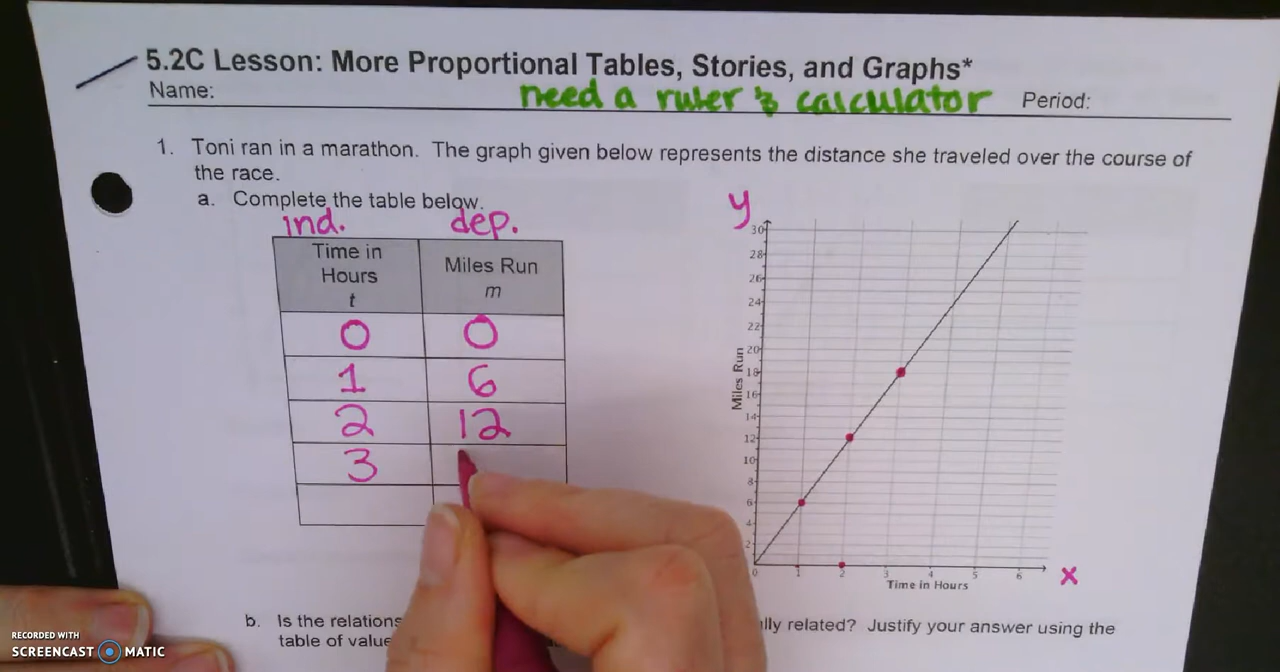 5.2C Lesson: More Proportional Tables, Stories, and Graphs*
Name:
need a ruler & calculator
Period:
1. Toni ran in a marathon. The graph given below represents the distance she traveled over the course of
the race.
a. Complete the table below.
ind. dep.
Time in
Hours
t
Miles Run
m
0 0
1 6
2 12
3
y
30
28
26
24
22
20
18
16
14
12
10
8
6
4
2
Miles Run
0 1 2 3 4 5 6
Time in Hours
x
b. Is the relations
lly related? Justify your answer using the
table of value
RECORDED WITH
SCREENCAST MATIC